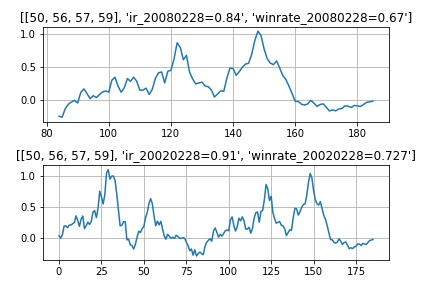 [[50, 56, 57, 59], 'ir_20080228=0.84', 'winrate_20080228=0.67']
1.0
0.5
0.0
80 100 120 140 160 180
[[50, 56, 57, 59], 'ir_20020228=0.91', 'winrate_20020228=0.727']
1.0
0.5
0.0
0 25 50 75 100 125 150 175